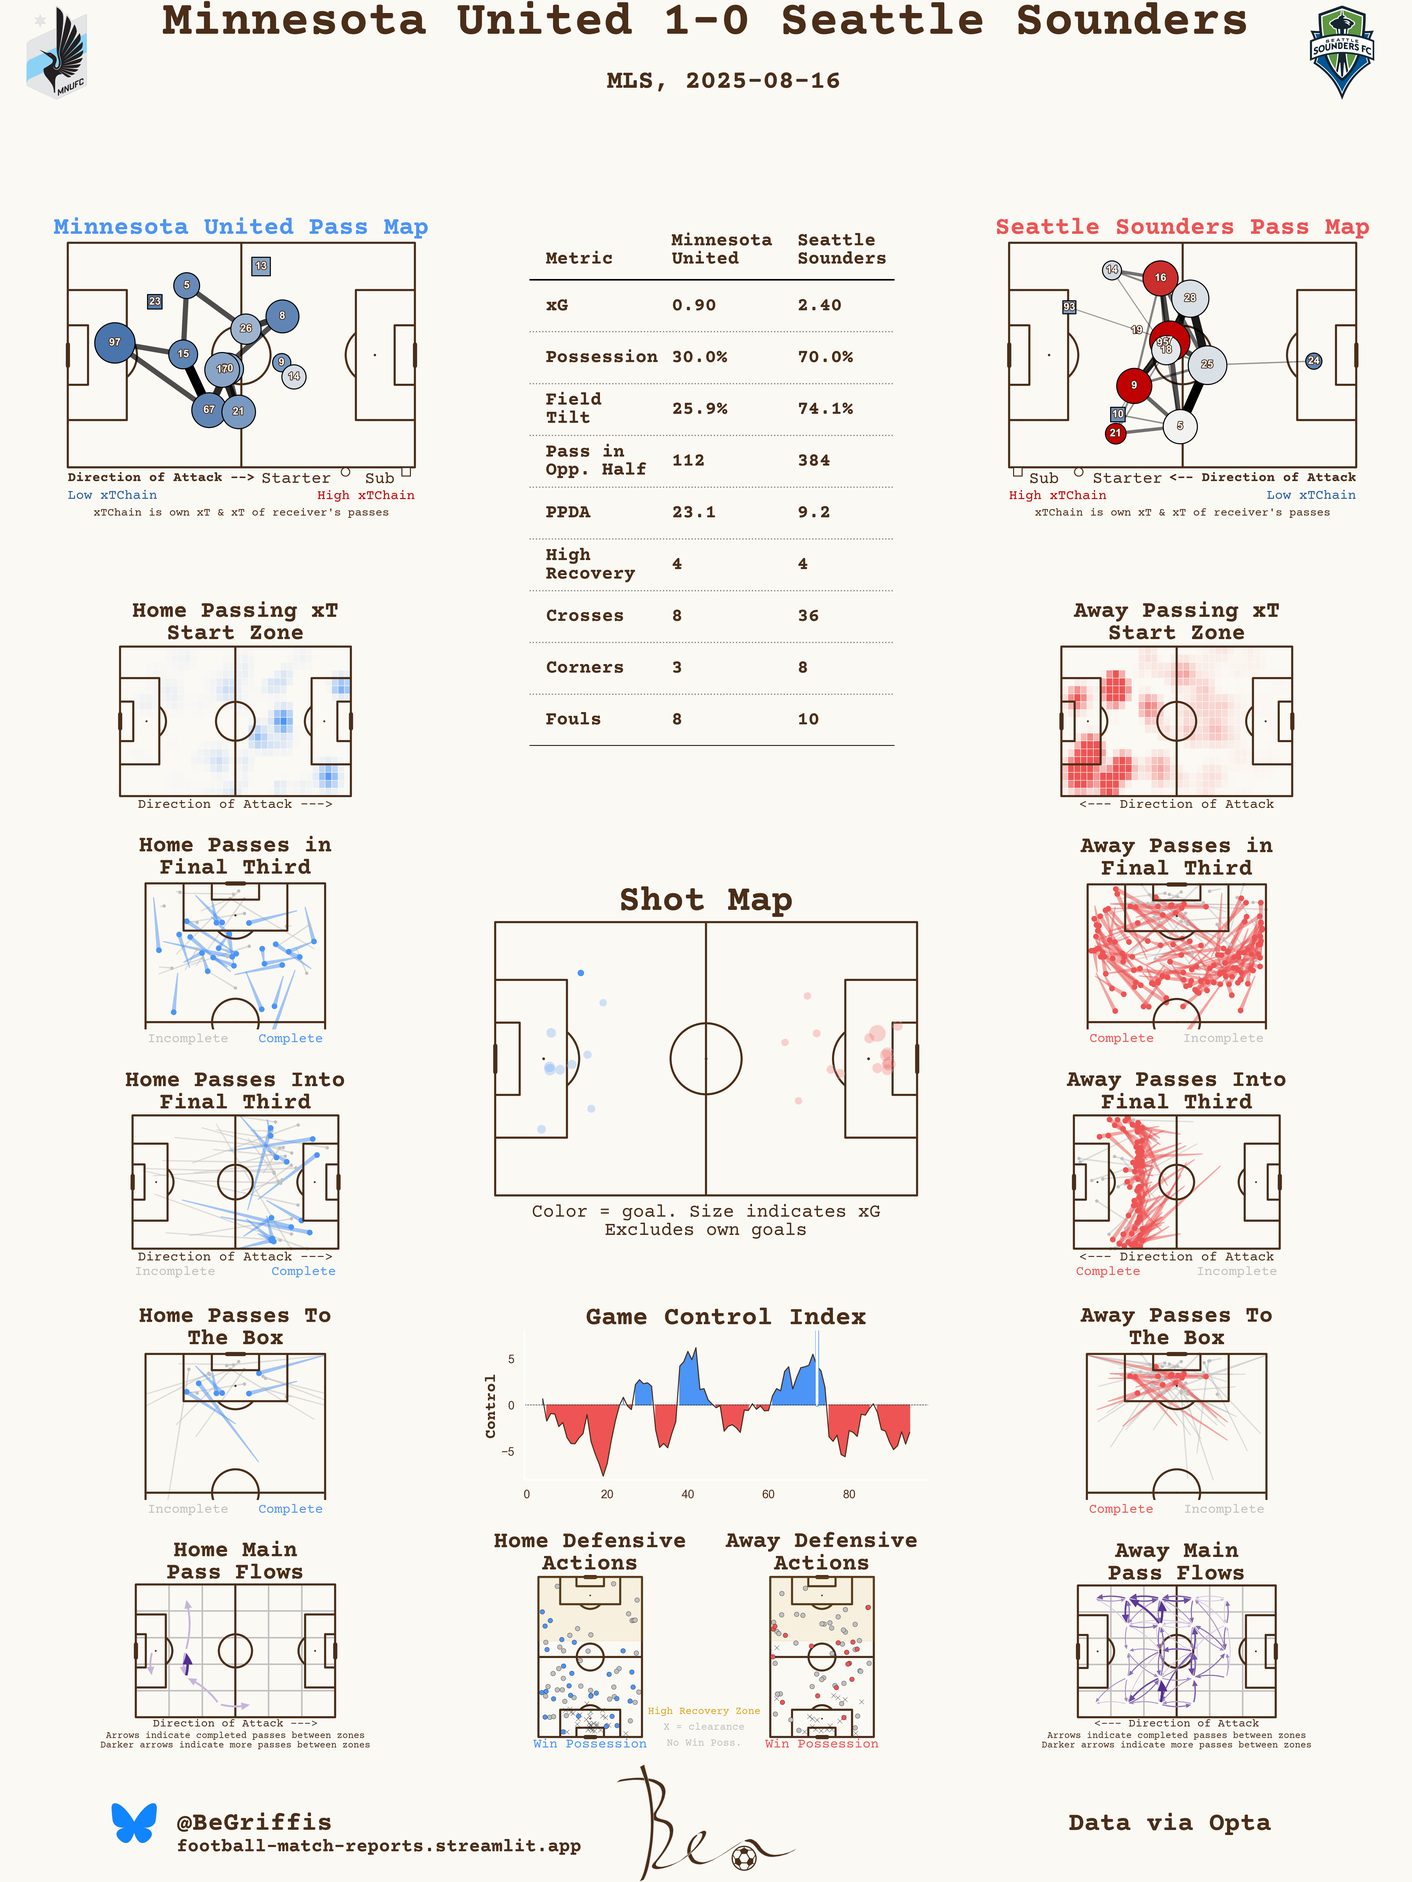 Minnesota United 1-0 Seattle Sounders
MLS, 2025-08-16
MNUFC
SEATTLE
SOUNDERS FC
Minnesota United Pass Map
13
5
23
8
26
97
15
9
14
67
21
Direction of Attack --> Starter Sub
Low xTChain High xTChain
xTChain is own xT & xT of receiver's passes
Metric Minnesota United Seattle Sounders
xG 0.90 2.40
Possession 30.0% 70.0%
Field Tilt 25.9% 74.1%
Pass in Opp. Half 112 384
PPDA 23.1 9.2
High Recovery 4 4
Crosses 8 36
Corners 3 8
Fouls 8 10
Seattle Sounders Pass Map
14
16
28
93
19
18
25
24
9
10
21
5
Sub Starter <-- Direction of Attack
High xTChain Low xTChain
xTChain is own xT & xT of receiver's passes
Home Passing xT
Start Zone
Direction of Attack --->
Away Passing xT
Start Zone
<--- Direction of Attack
Home Passes in
Final Third
Incomplete Complete
Away Passes in
Final Third
Complete Incomplete
Shot Map
Color = goal. Size indicates xG
Excludes own goals
Home Passes Into
Final Third
Direction of Attack --->
Incomplete Complete
Away Passes Into
Final Third
<--- Direction of Attack
Complete Incomplete
Home Passes To
The Box
Incomplete Complete
Game Control Index
Control
5
0
−5
0 20 40 60 80
Away Passes To
The Box
Complete Incomplete
Home Main
Pass Flows
Direction of Attack --->
Arrows indicate completed passes between zones
Darker arrows indicate more passes between zones
Home Defensive
Actions
Win Possession
High Recovery Zone
X = clearance
No Win Poss.
Away Defensive
Actions
Win Possession
Away Main
Pass Flows
<--- Direction of Attack
Arrows indicate completed passes between zones
Darker arrows indicate more passes between zones
@BeGriffis
football-match-reports.streamlit.app
Ben
Data via Opta